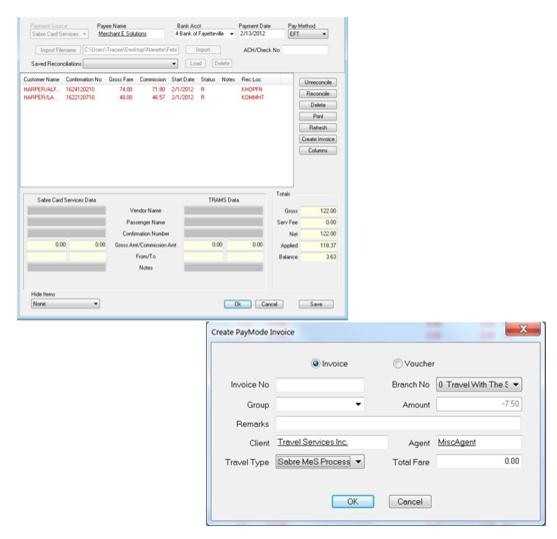 Payment Source Payee Name Bank Acct Payment Date Pay Method
Sabre Card Services Merchant E Solutions 4 Bank of Fayetteville 2/13/2012 EFT
Import Filename C:\Users\Tracee\Desktop\Nanette\Febr Import ACH/Check No
Saved Reconciliations Load Delete
Customer Name Confirmation No Gross Fare Commission Start Date Status Notes Rec Loc
HARPER/ALF... 1624120210 74.00 71.80 2/1/2012 R KHOPFN
HARPER/LA... 1622120710 48.00 46.57 2/1/2012 R KOMMHT
Unreconcile
Reconcile
Delete
Print
Refresh
Create Invoice
Columns
Sabre Card Services Data TRAMS Data Totals
Vendor Name Gross 122.00
Passenger Name Serv Fee 0.00
Confirmation Number Net 122.00
0.00 0.00 Gross Amt/Commission Amt 0.00 0.00 Applied 118.37
From/To Balance 3.63
Notes
Hide Items
None Ok Cancel Save
Create PayMode Invoice X
Invoice Voucher
Invoice No Branch No 0 Travel With The S
Group Amount -7.50
Remarks
Client Travel Services Inc. Agent MiscAgent
Travel Type Sabre MeS Process Total Fare 0.00
OK Cancel